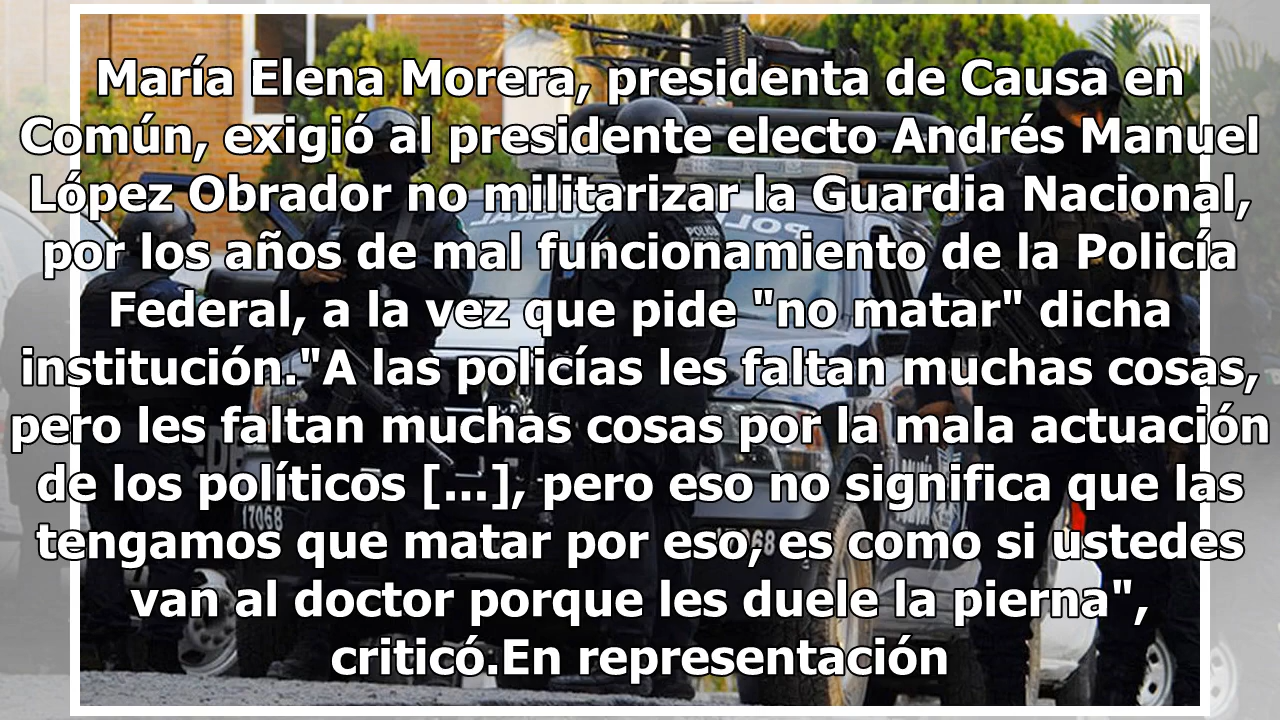 María Elena Morera, presidenta de Causa en
Común, exigió al presidente electo Andrés Manuel
López Obrador no militarizar la Guardia Nacional,
por los años de mal funcionamiento de la Policía
Federal, a la vez que pide "no matar" dicha
institución."A las policías les faltan muchas cosas,
pero les faltan muchas cosas por la mala actuación
de los políticos [...], pero eso no significa que las
tengamos que matar por eso, es como si ustedes
van al doctor porque les duele la pierna",
criticó.En representación
POLICÍA
17068